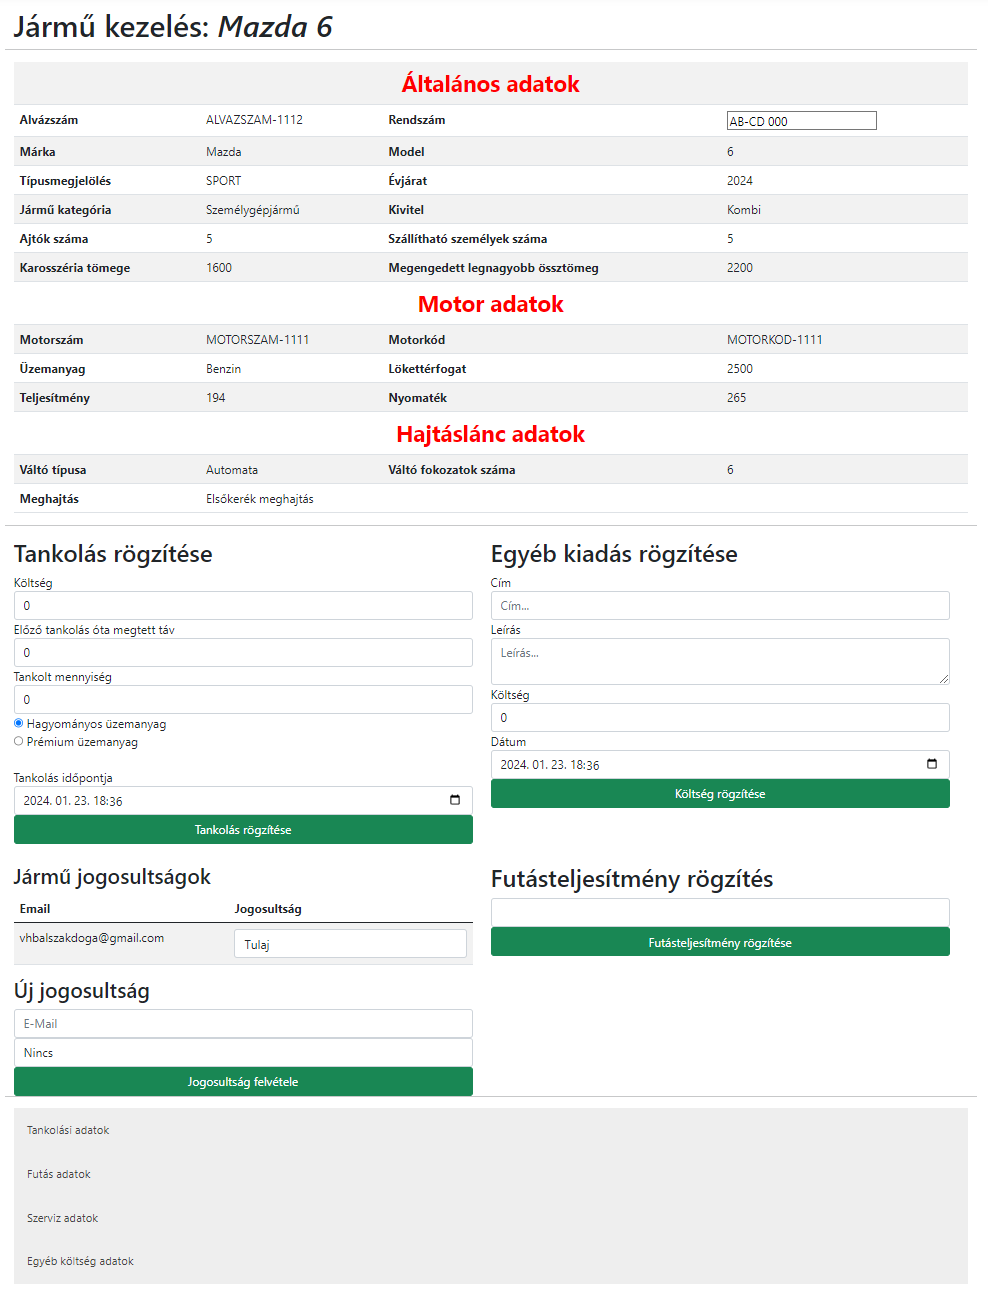 Jármű kezelés: Mazda 6
Általános adatok
Alvázszám ALVAZSZAM-1112 Rendszám AB-CD 000
Márka Mazda Model 6
Típusmegjelölés SPORT Évjárat 2024
Jármű kategória Személygépjármű Kivitel Kombi
Ajtók száma 5 Szállítható személyek száma 5
Karosszéria tömege 1600 Megengedett legnagyobb össztömeg 2200
Motor adatok
Motorszám MOTORSZAM-1111 Motorkód MOTORKOD-1111
Üzemanyag Benzin Lökettérfogat 2500
Teljesítmény 194 Nyomaték 265
Hajtáslánc adatok
Váltó típusa Automata Váltó fokozatok száma 6
Meghajtás Elsőkerék meghajtás
Tankolás rögzítése
Költség
0
Előző tankolás óta megtett táv
0
Tankolt mennyiség
0
Hagyományos üzemanyag
Prémium üzemanyag
Tankolás időpontja
2024. 01. 23. 18:36
Tankolás rögzítése
Egyéb kiadás rögzítése
Cím
Cím...
Leírás
Leírás...
Költség
0
Dátum
2024. 01. 23. 18:36
Költség rögzítése
Jármű jogosultságok
Email Jogosultság
vhbalszakdoga@gmail.com Tulaj
Futásteljesítmény rögzítés
Futásteljesítmény rögzítése
Új jogosultság
E-Mail
Nincs
Jogosultság felvétele
Tankolási adatok
Futás adatok
Szerviz adatok
Egyéb költség adatok